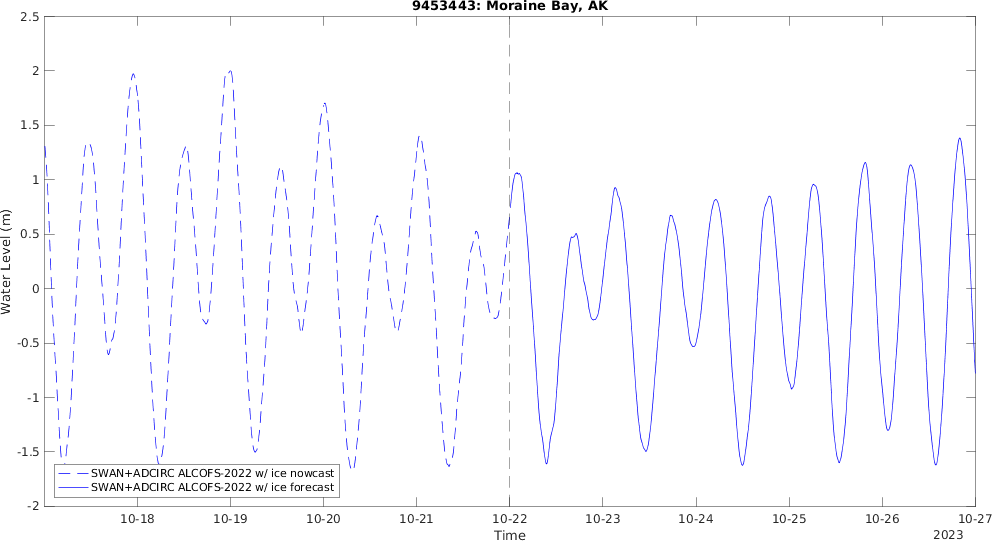 9453443: Moraine Bay, AK
2.5
2
1.5
1
0.5
0
-0.5
-1
-1.5
-2
Water Level (m)
SWAN+ADCIRC ALCOFS-2022 w/ ice nowcast
SWAN+ADCIRC ALCOFS-2022 w/ ice forecast
10-18 10-19 10-20 10-21 10-22 10-23 10-24 10-25 10-26 10-27
Time
2023